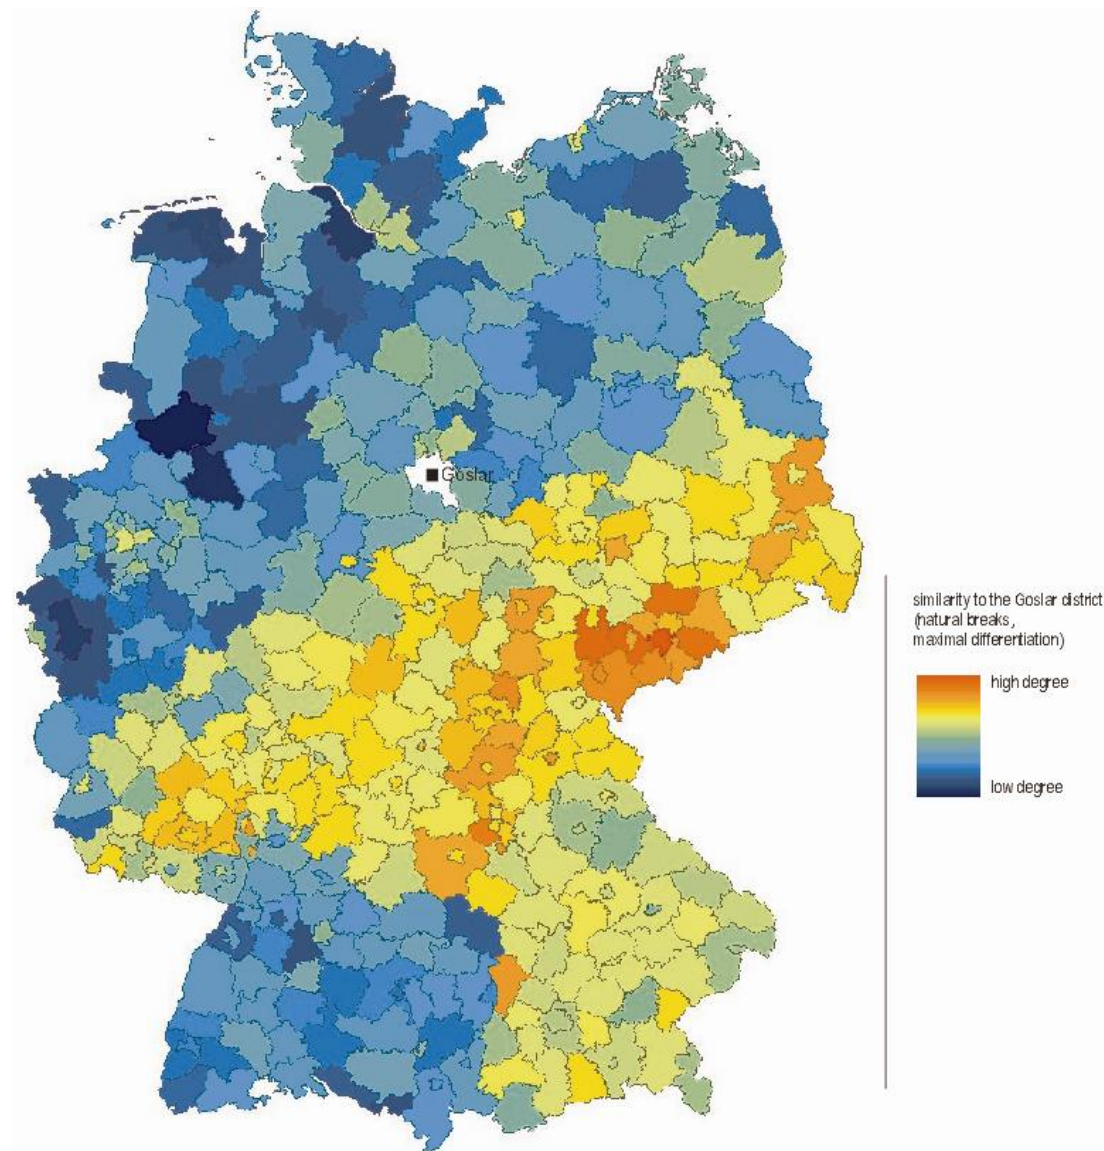 Goslar
similarity to the Goslar district
(natural breaks,
maximal differentiation)
high degree
low degree